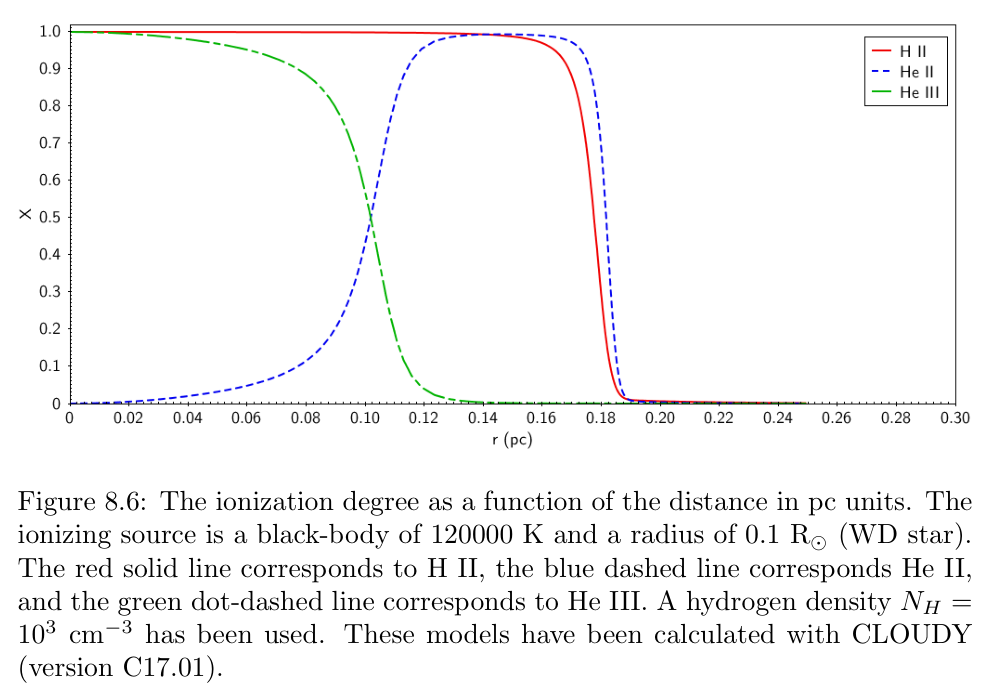 1.0
0.9
0.8
0.7
0.6
0.5
0.4
0.3
0.2
0.1
0
X
H II
He II
He III
0 0.02 0.04 0.06 0.08 0.10 0.12 0.14 0.16 0.18 0.20 0.22 0.24 0.26 0.28 0.30
r (pc)
Figure 8.6: The ionization degree as a function of the distance in pc units. The
ionizing source is a black-body of 120000 K and a radius of 0.1 R☉ (WD star).
The red solid line corresponds to H II, the blue dashed line corresponds He II,
and the green dot-dashed line corresponds to He III. A hydrogen density N_H =
10³ cm⁻³ has been used. These models have been calculated with CLOUDY
(version C17.01).